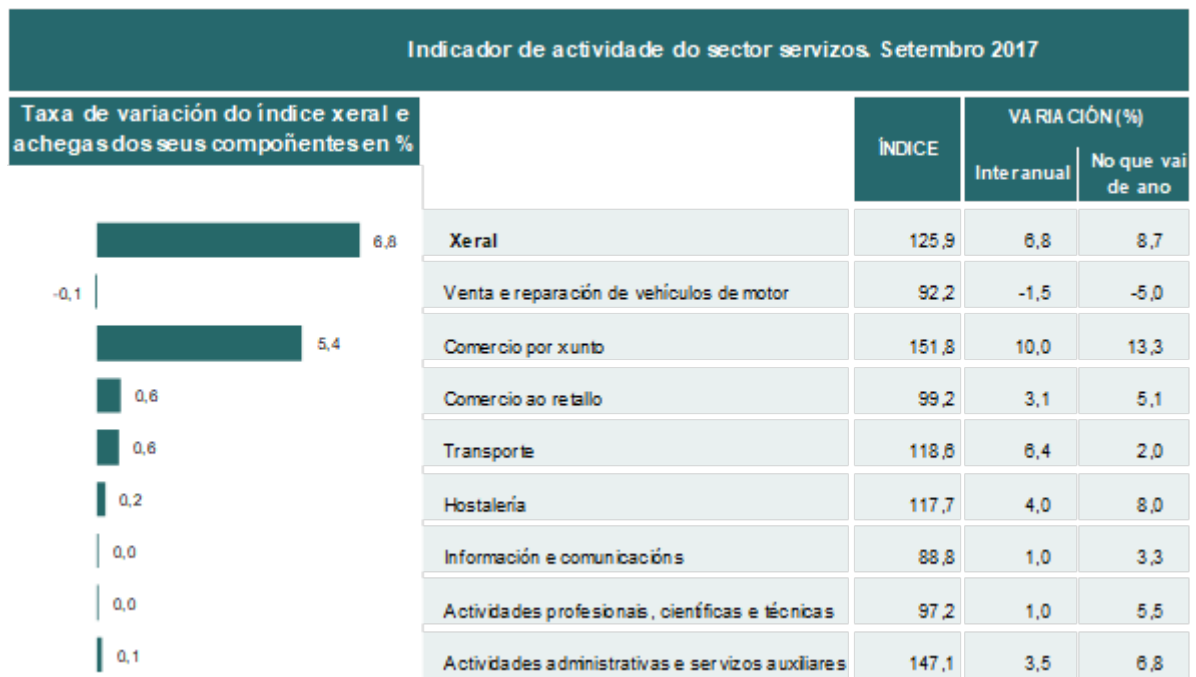 Indicador de actividade do sector servizos. Setembro 2017
Taxa de variación do índice xeral e
achegas dos seus compoñentes en %
ÍNDICE
VARIACIÓN (%)
Interanual
No que vai
de ano
6,8 Xeral 125,9 6,8 8,7
-0,1 Venta e reparación de vehículos de motor 92,2 -1,5 -5,0
5,4 Comercio por xunto 151,8 10,0 13,3
0,6 Comercio ao retallo 99,2 3,1 5,1
0,6 Transporte 118,6 6,4 2,0
0,2 Hostalería 117,7 4,0 8,0
0,0 Información e comunicacións 88,8 1,0 3,3
0,0 Actividades profesionais, científicas e técnicas 97,2 1,0 5,5
0,1 Actividades administrativas e servizos auxiliares 147,1 3,5 6,8